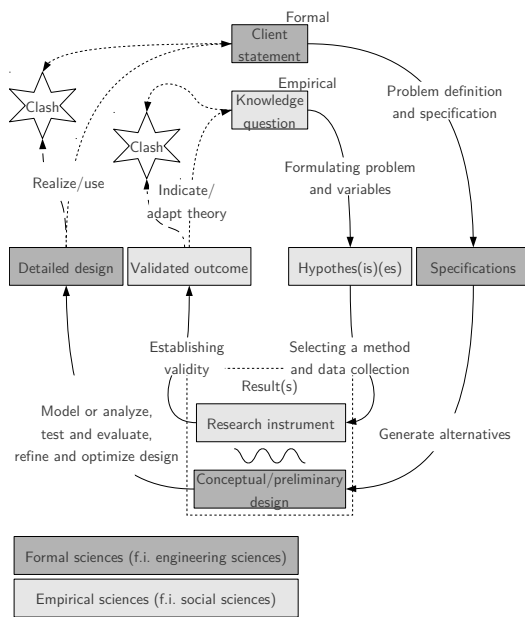 Formal
Client
statement
Clash
Empirical
Knowledge
question
Problem definition
and specification
Clash
Formulating problem
and variables
Realize/use
Indicate/
adapt theory
Detailed design
Validated outcome
Hypothes(is)(es)
Specifications
Establishing
validity
Selecting a method
and data collection
Result(s)
Model or analyze,
test and evaluate,
refine and optimize design
Research instrument
Generate alternatives
Conceptual/preliminary
design
Formal sciences (f.i. engineering sciences)
Empirical sciences (f.i. social sciences)